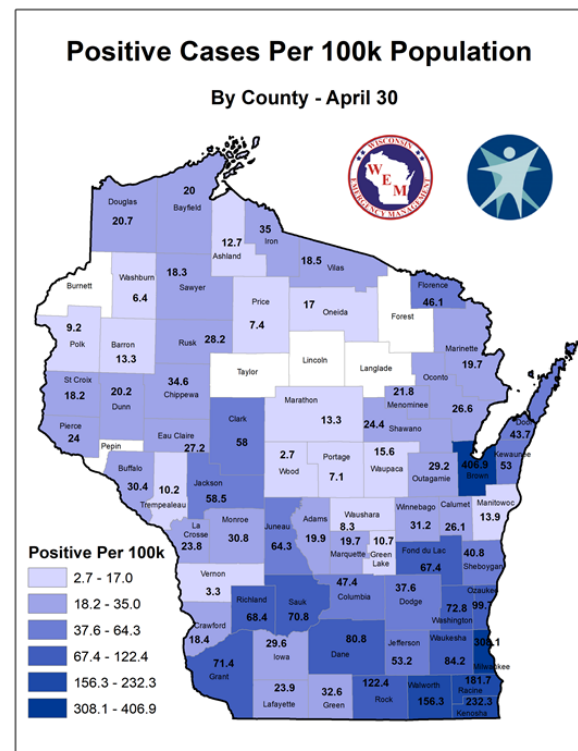 Positive Cases Per 100k Population
By County - April 30
WISCONSIN
WEM
EMERGENCY MANAGEMENT
20
Bayfield
Douglas
20.7
12.7
Ashland
35
Iron
18.5
Vilas
Florence
46.1
Burnett
Washburn
6.4
18.3
Sawyer
Price
7.4
17
Oneida
Forest
9.2
Polk
Barron
13.3
Rusk
28.2
Taylor
Lincoln
Langlade
Marinette
19.7
Oconto
26.6
St Croix
18.2
20.2
Dunn
34.6
Chippewa
Marathon
13.3
21.8
Menominee
24.4
Shawano
Door
43.7
Pierce
24
Pepin
Eau Claire
27.2
Clark
58
2.7
Wood
Portage
7.1
15.6
Waupaca
29.2
Outagamie
406.9
Brown
Kewaunee
53
Buffalo
30.4
10.2
Trempealeau
Jackson
58.5
Waushara
8.3
Winnebago
31.2
Calumet
26.1
Manitowoc
13.9
La
Crosse
23.8
Monroe
30.8
Juneau
64.3
Adams
19.9
19.7
Marquette
10.7
Green
Lake
Fond du Lac
67.4
40.8
Sheboygan
Vernon
3.3
Richland
68.4
Sauk
70.8
47.4
Columbia
37.6
Dodge
72.8
Washington
Ozaukee
99.7
Crawford
18.4
71.4
Grant
29.6
Iowa
80.8
Dane
Jefferson
53.2
Waukesha
84.2
308.1
Milwaukee
23.9
Lafayette
32.6
Green
122.4
Rock
Walworth
156.3
181.7
Racine
232.3
Kenosha
Positive Per 100k
2.7 - 17.0
18.2 - 35.0
37.6 - 64.3
67.4 - 122.4
156.3 - 232.3
308.1 - 406.9